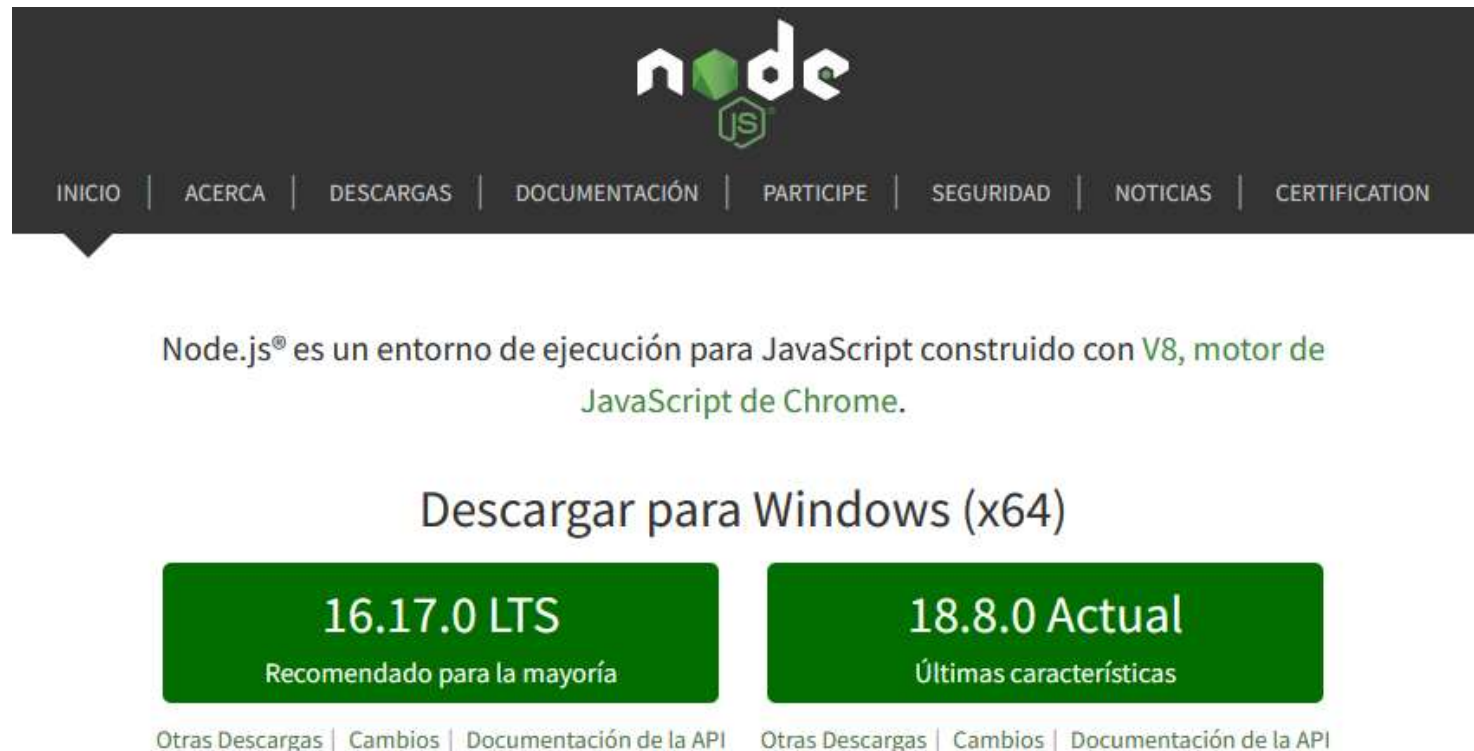 node
JS
INICIO | ACERCA | DESCARGAS | DOCUMENTACIÓN | PARTICIPE | SEGURIDAD | NOTICIAS | CERTIFICATION
Node.js® es un entorno de ejecución para JavaScript construido con V8, motor de
JavaScript de Chrome.
Descargar para Windows (x64)
16.17.0 LTS
Recomendado para la mayoría
18.8.0 Actual
Últimas características
Otras Descargas | Cambios | Documentación de la API
Otras Descargas | Cambios | Documentación de la API